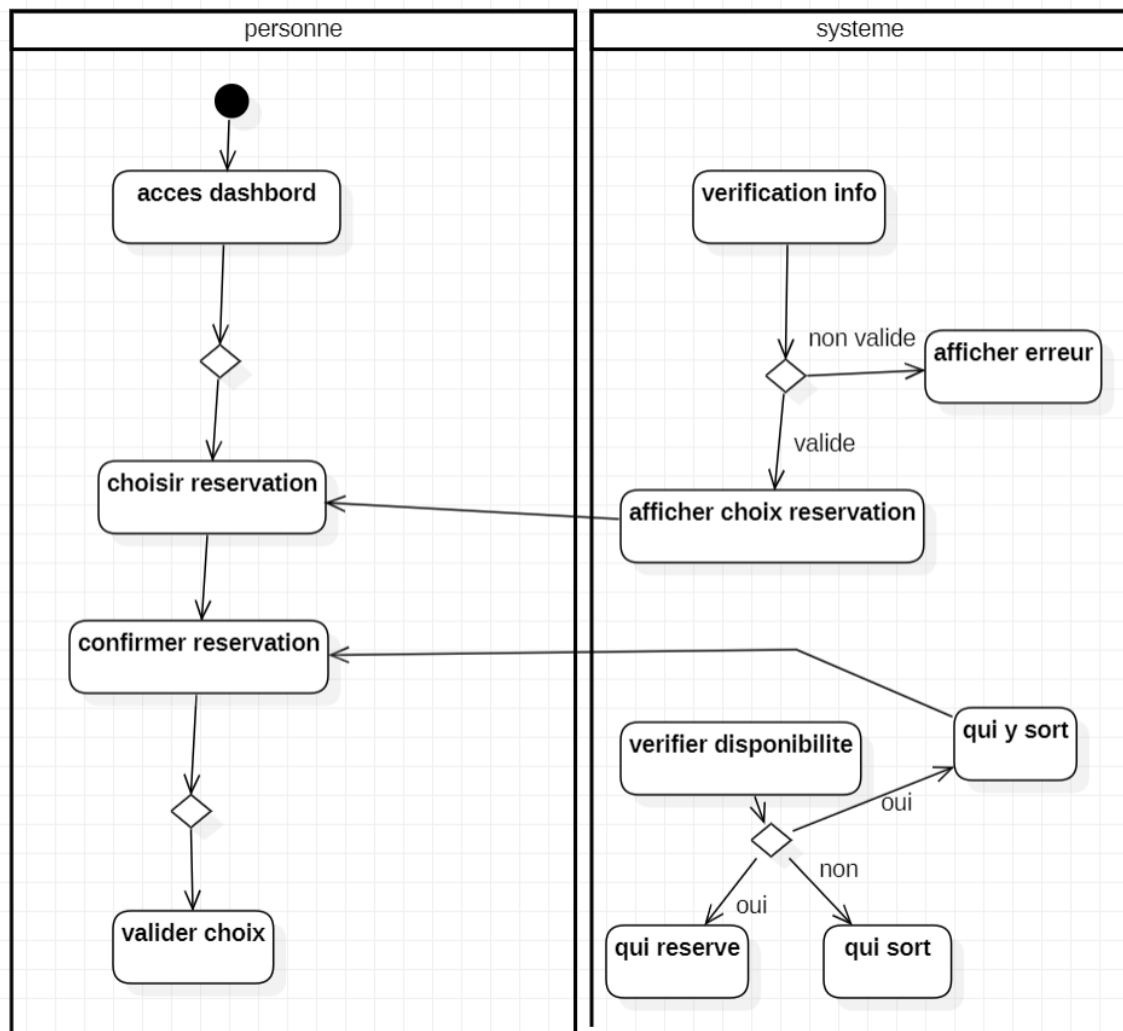 personne
systeme
acces dashbord
verification info
non valide
afficher erreur
valide
choisir reservation
afficher choix reservation
confirmer reservation
qui y sort
verifier disponibilite
oui
non
oui
valider choix
qui reserve
qui sort